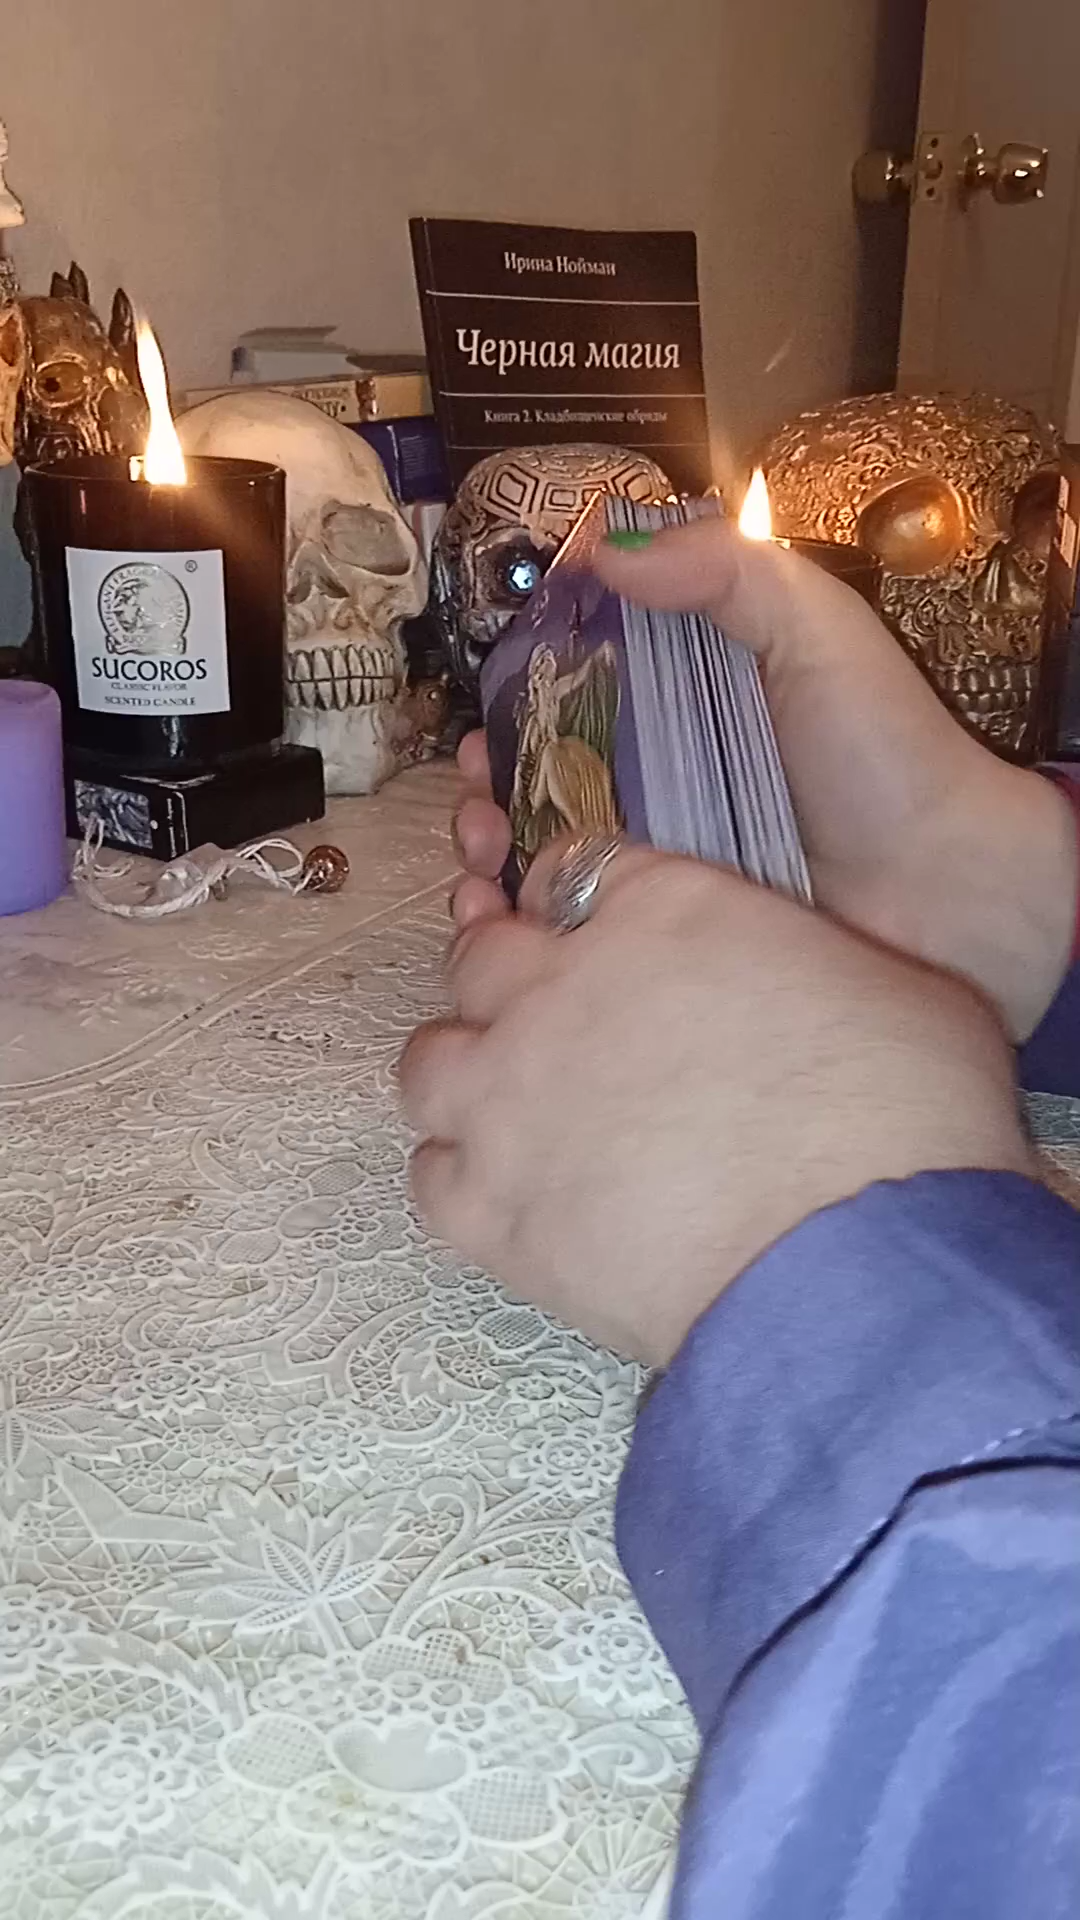 Ирина Нойман
Черная магия
Книга 2. Кладбищенские обряды
®
SUCOROS
CLASSIC FLAVOR
SCENTED CANDLE